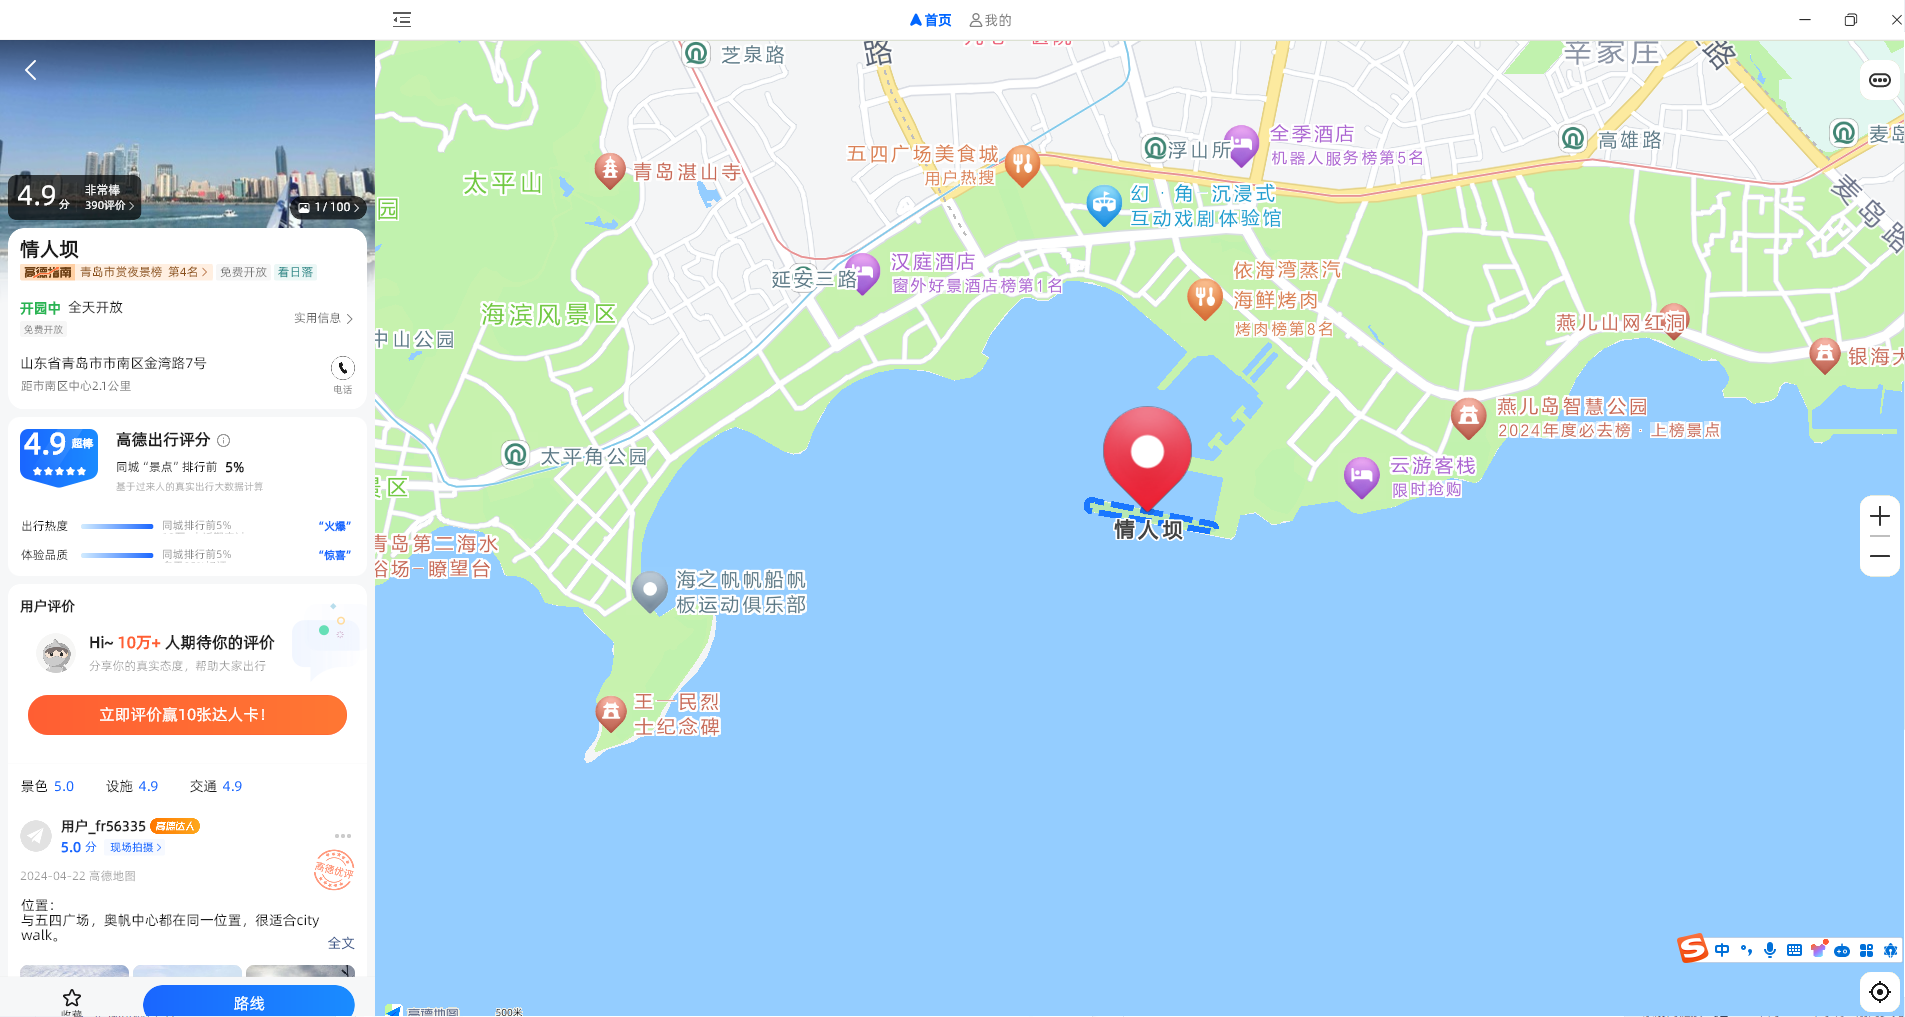 首页
我的
4.9分
非常棒
390评价
1/100
情人坝
高德指南 青岛市赏夜景榜 第4名 免费开放 看日落
开园中 全天开放
免费开放
实用信息
山东省青岛市市南区金湾路7号
距市南区中心2.1公里
电话
4.9 超棒
高德出行评分
同城“景点”排行前 5%
基于过来人的真实出行大数据计算
出行热度 同城排行前5% “火爆”
体验品质 同城排行前5% “惊喜”
用户评价
Hi~ 10万+ 人期待你的评价
分享你的真实态度，帮助大家出行
立即评价赢10张达人卡！
景色 5.0 设施 4.9 交通 4.9
用户_fr56335 高德达人
5.0 分 现场拍摄
高德优评
2024-04-22 高德地图
位置：
与五四广场，奥帆中心都在同一位置，很适合city
walk。
全文
收藏
路线
芝泉路
路
辛家庄
路
全季酒店
机器人服务榜第5名
浮山所
高雄路
麦岛
麦岛路
五四广场美食城
用户热搜
青岛湛山寺
太平山
园
幻·角-沉浸式
互动戏剧体验馆
汉庭酒店
窗外好景酒店榜第1名
延安三路
依海湾蒸汽
海鲜烤肉
烤肉榜第8名
海滨风景区
中山公园
燕儿山网红洞
银海大
燕儿岛智慧公园
2024年度必去榜·上榜景点
云游客栈
限时抢购
太平角公园
景区
情人坝
青岛第二海水
浴场-瞭望台
海之帆帆船帆
板运动俱乐部
王一民烈
士纪念碑
中
高德地图
500米